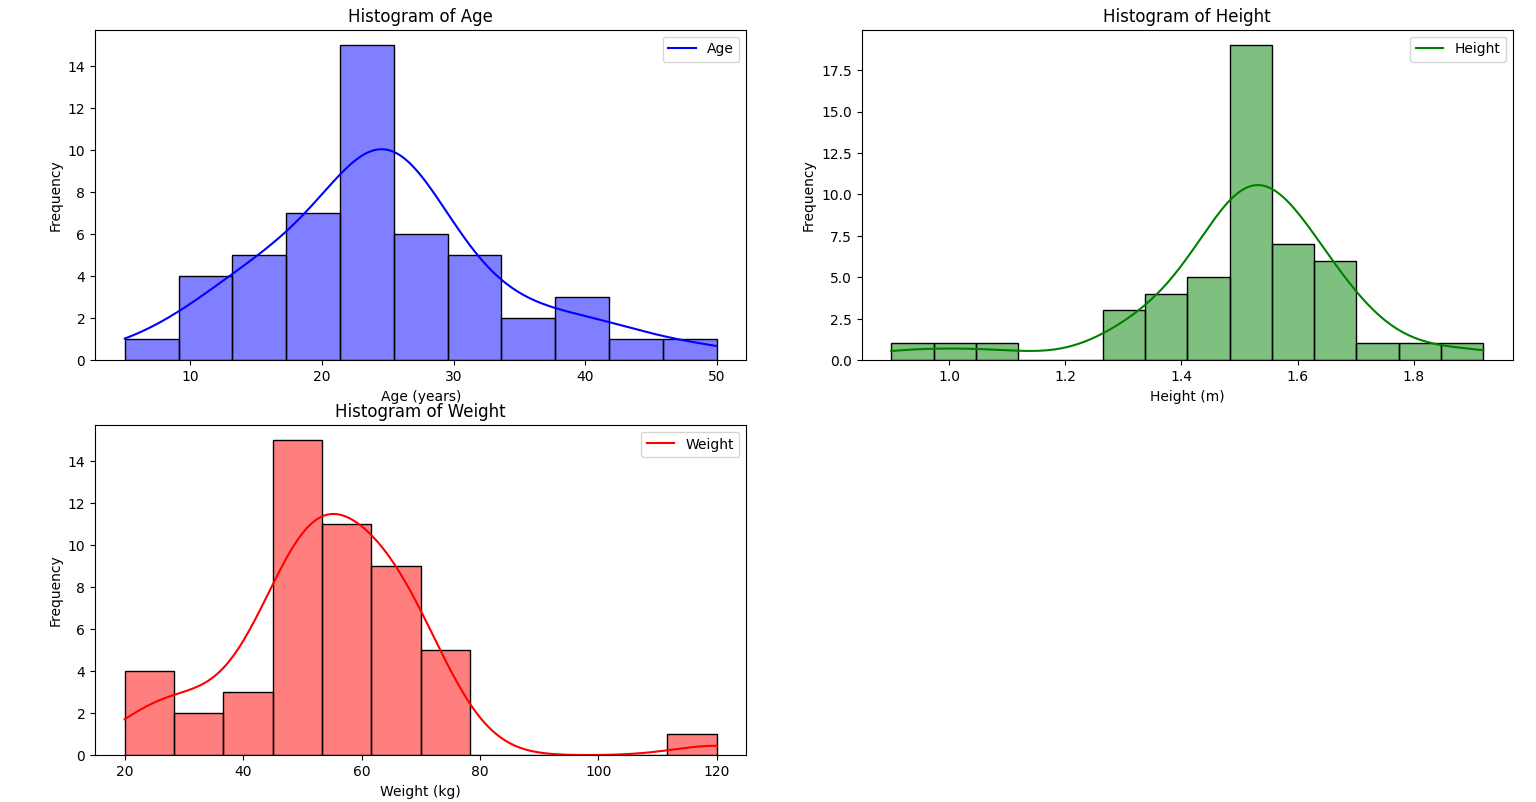 Histogram of Age
Age
Frequency
14
12
10
8
6
4
2
0
10 20 30 40 50
Age (years)
Histogram of Height
Height
Frequency
17.5
15.0
12.5
10.0
7.5
5.0
2.5
0.0
1.0 1.2 1.4 1.6 1.8
Height (m)
Histogram of Weight
Weight
Frequency
14
12
10
8
6
4
2
0
20 40 60 80 100 120
Weight (kg)